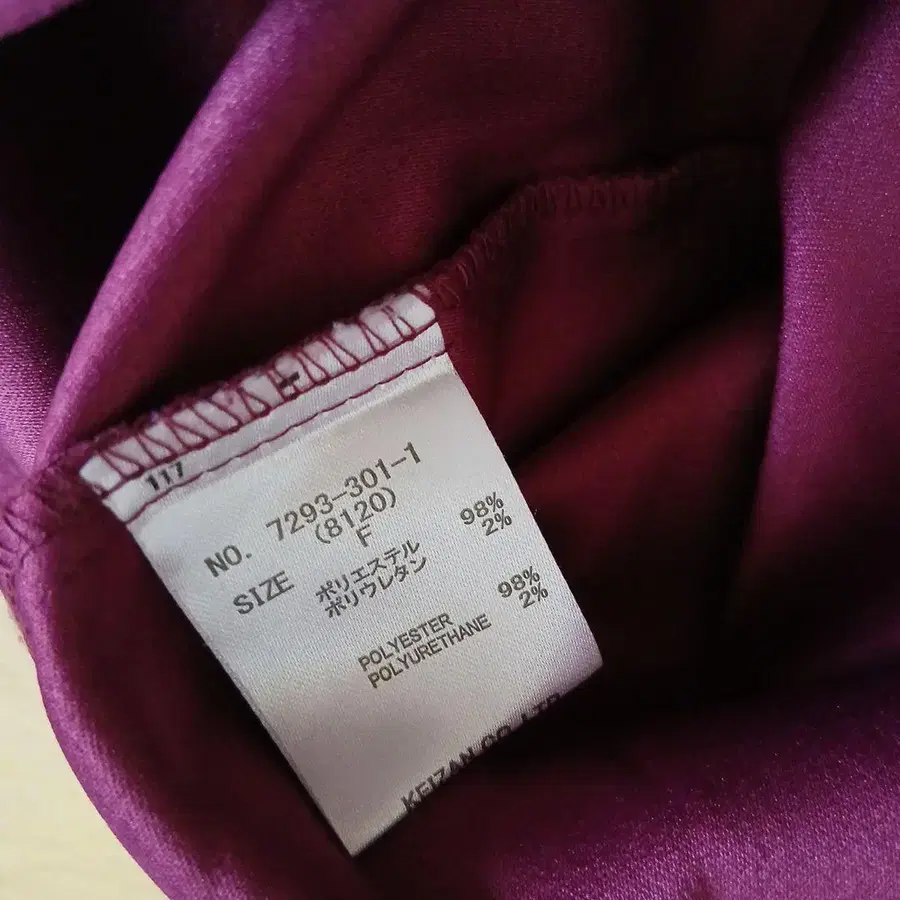 117
NO. 7293-301-1
(8120)
SIZE F
ポリエステル 98%
ポリウレタン 2%
POLYESTER 98%
POLYURETHANE 2%
KEIZAN CO.,LTD